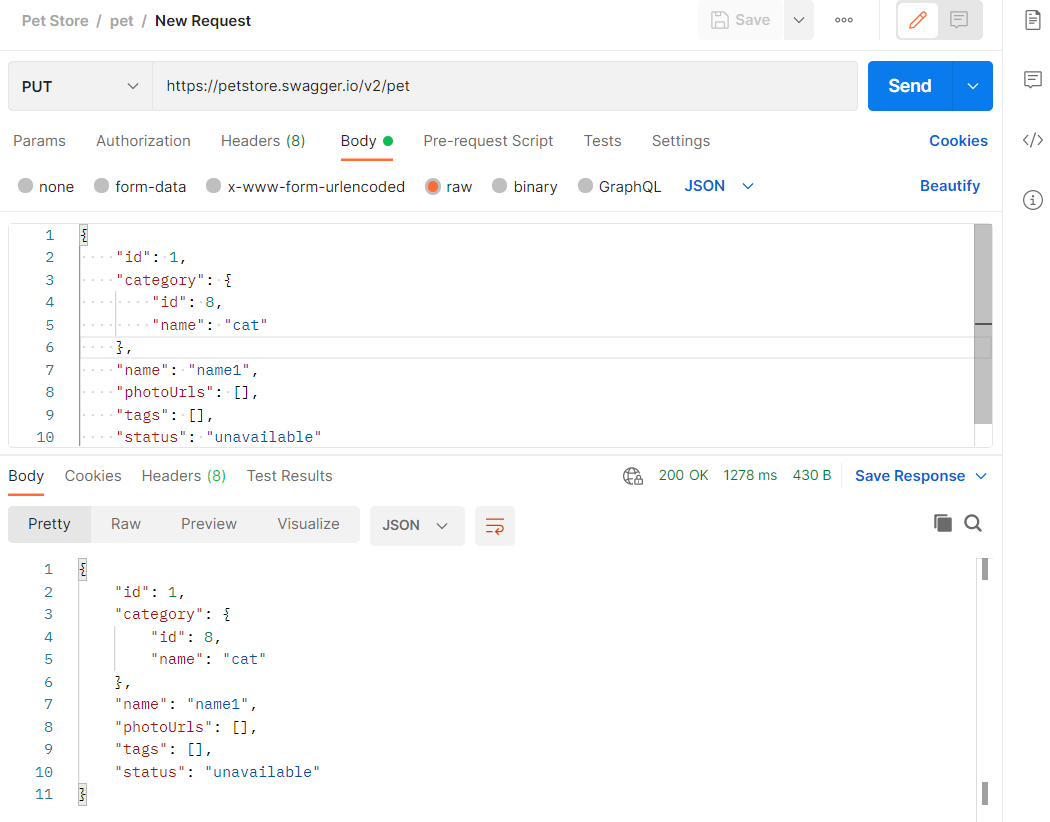 Pet Store / pet / New Request Save
PUT https://petstore.swagger.io/v2/pet Send
Params Authorization Headers (8) Body Pre-request Script Tests Settings Cookies
none form-data x-www-form-urlencoded raw binary GraphQL JSON Beautify
1 {
2 "id": 1,
3 "category": {
4 "id": 8,
5 "name": "cat"
6 },
7 "name": "name1",
8 "photoUrls": [],
9 "tags": [],
10 "status": "unavailable"
Body Cookies Headers (8) Test Results 200 OK 1278 ms 430 B Save Response
Pretty Raw Preview Visualize JSON
1 {
2 "id": 1,
3 "category": {
4 "id": 8,
5 "name": "cat"
6 },
7 "name": "name1",
8 "photoUrls": [],
9 "tags": [],
10 "status": "unavailable"
11 }